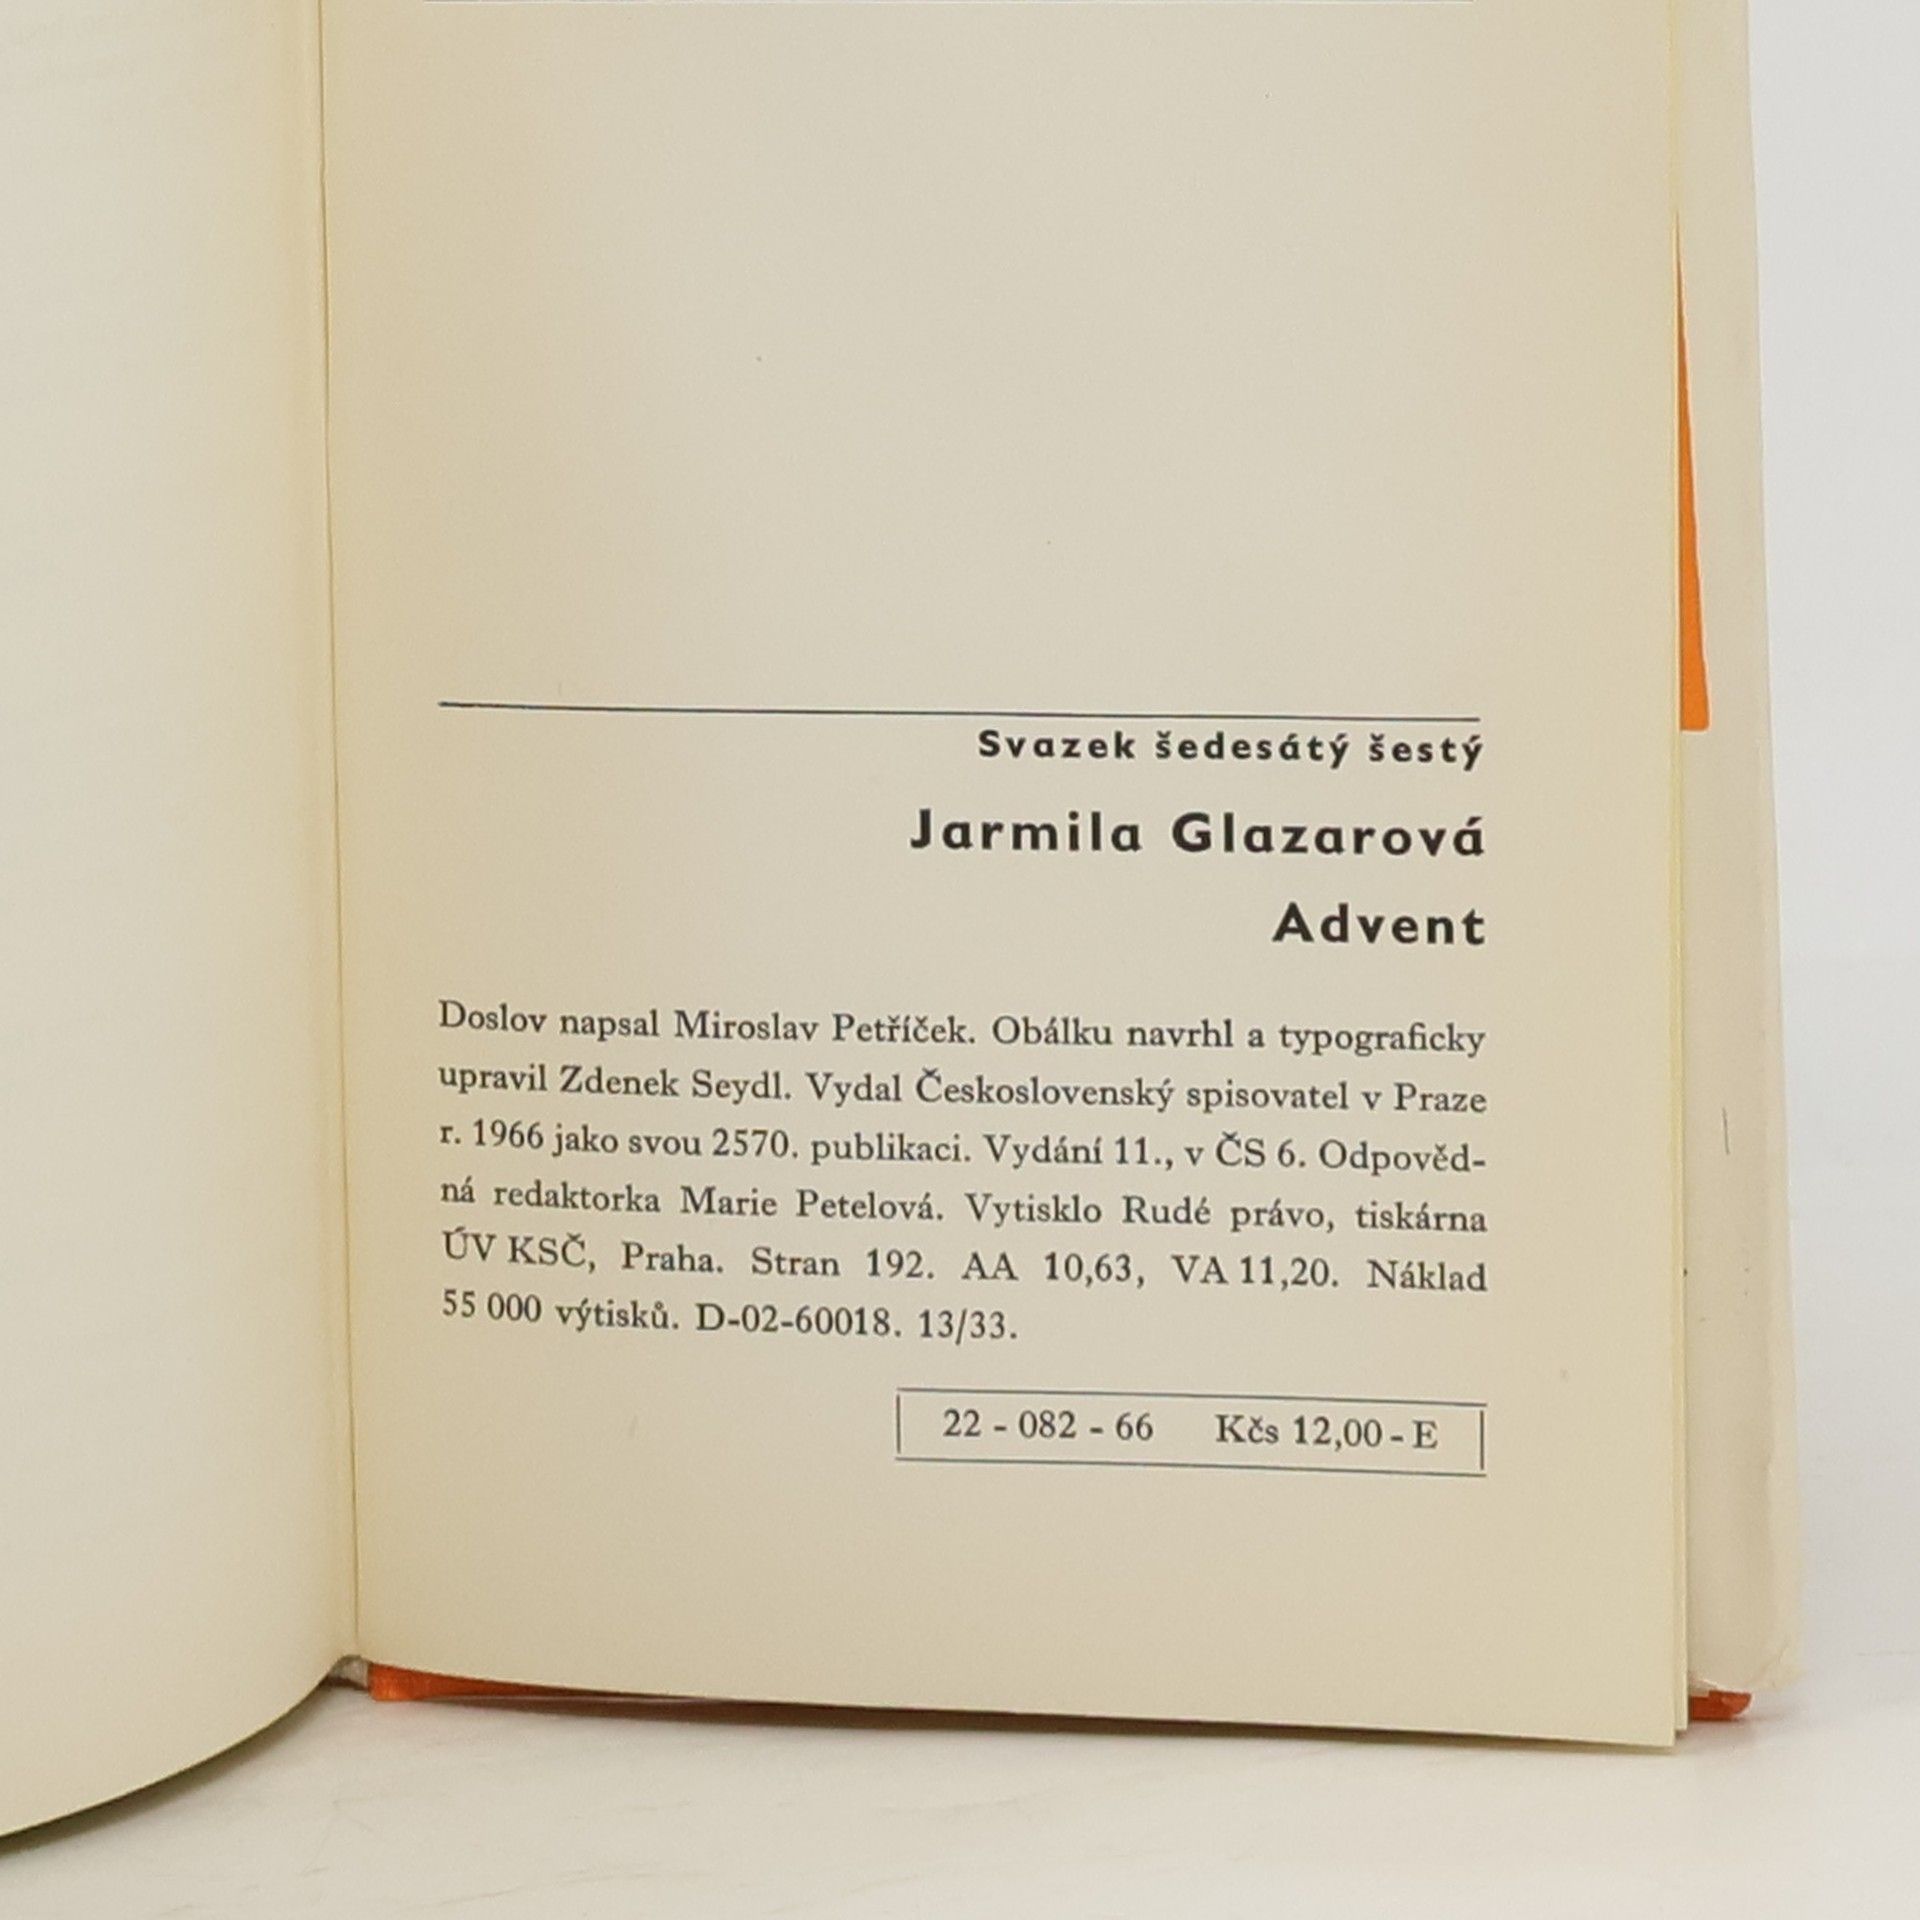 Svazek šedesátý šestý
Jarmila Glazarová
Advent
Doslov napsal Miroslav Petříček. Obálku navrhl a typograficky
upravil Zdenek Seydl. Vydal Československý spisovatel v Praze
r. 1966 jako svou 2570. publikaci. Vydání 11., v ČS 6. Odpověd-
ná redaktorka Marie Petelová. Vytisklo Rudé právo, tiskárna
ÚV KSČ, Praha. Stran 192. AA 10,63, VA 11,20. Náklad
55 000 výtisků. D-02-60018. 13/33.
22 - 082 - 66 Kčs 12,00 - E